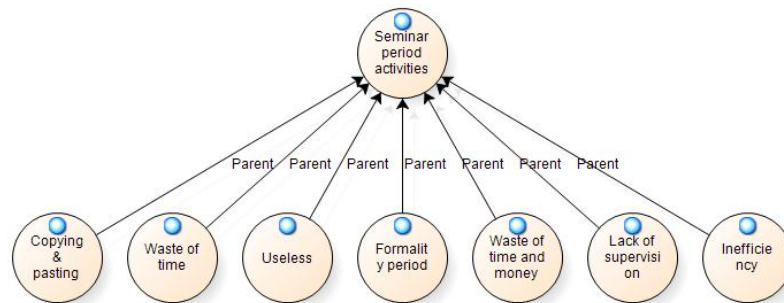 Seminar
period
activities
Parent Parent Parent Parent Parent Parent Parent
Copying
&
pasting
Waste of
time
Useless
Formalit
y period
Waste of
time and
money
Lack of
supervisi
on
Inefficie
ncy